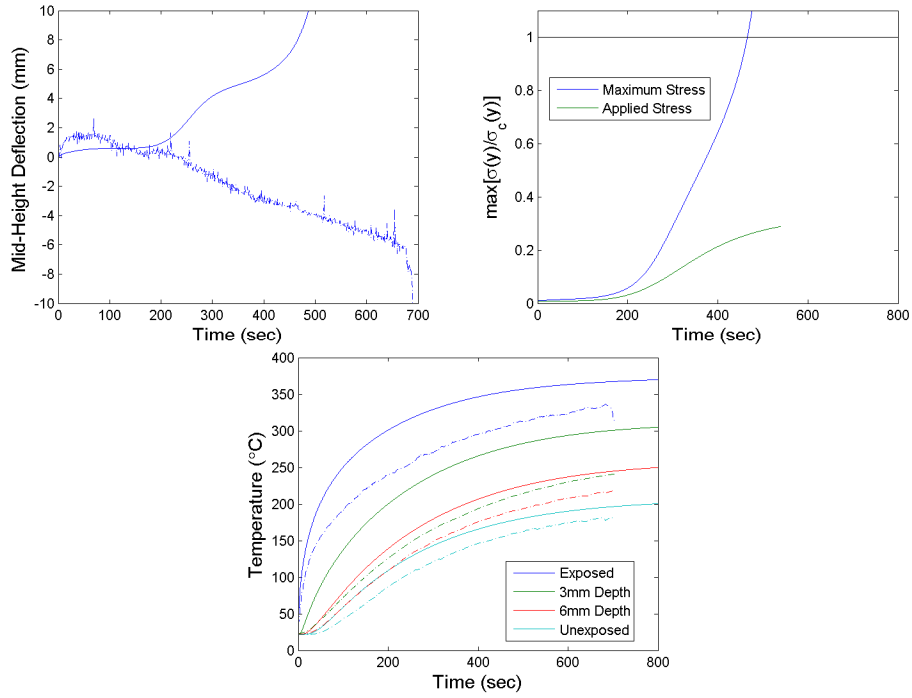 10
8
6
4
2
0
-2
-4
-6
-8
-10
Mid-Height Deflection (mm)
0 100 200 300 400 500 600 700
Time (sec)
1
0.8
0.6
0.4
0.2
0
max[σ(y)/σc(y)]
Maximum Stress
Applied Stress
0 200 400 600 800
Time (sec)
400
350
300
250
200
150
100
50
0
Temperature (°C)
Exposed
3mm Depth
6mm Depth
Unexposed
0 200 400 600 800
Time (sec)